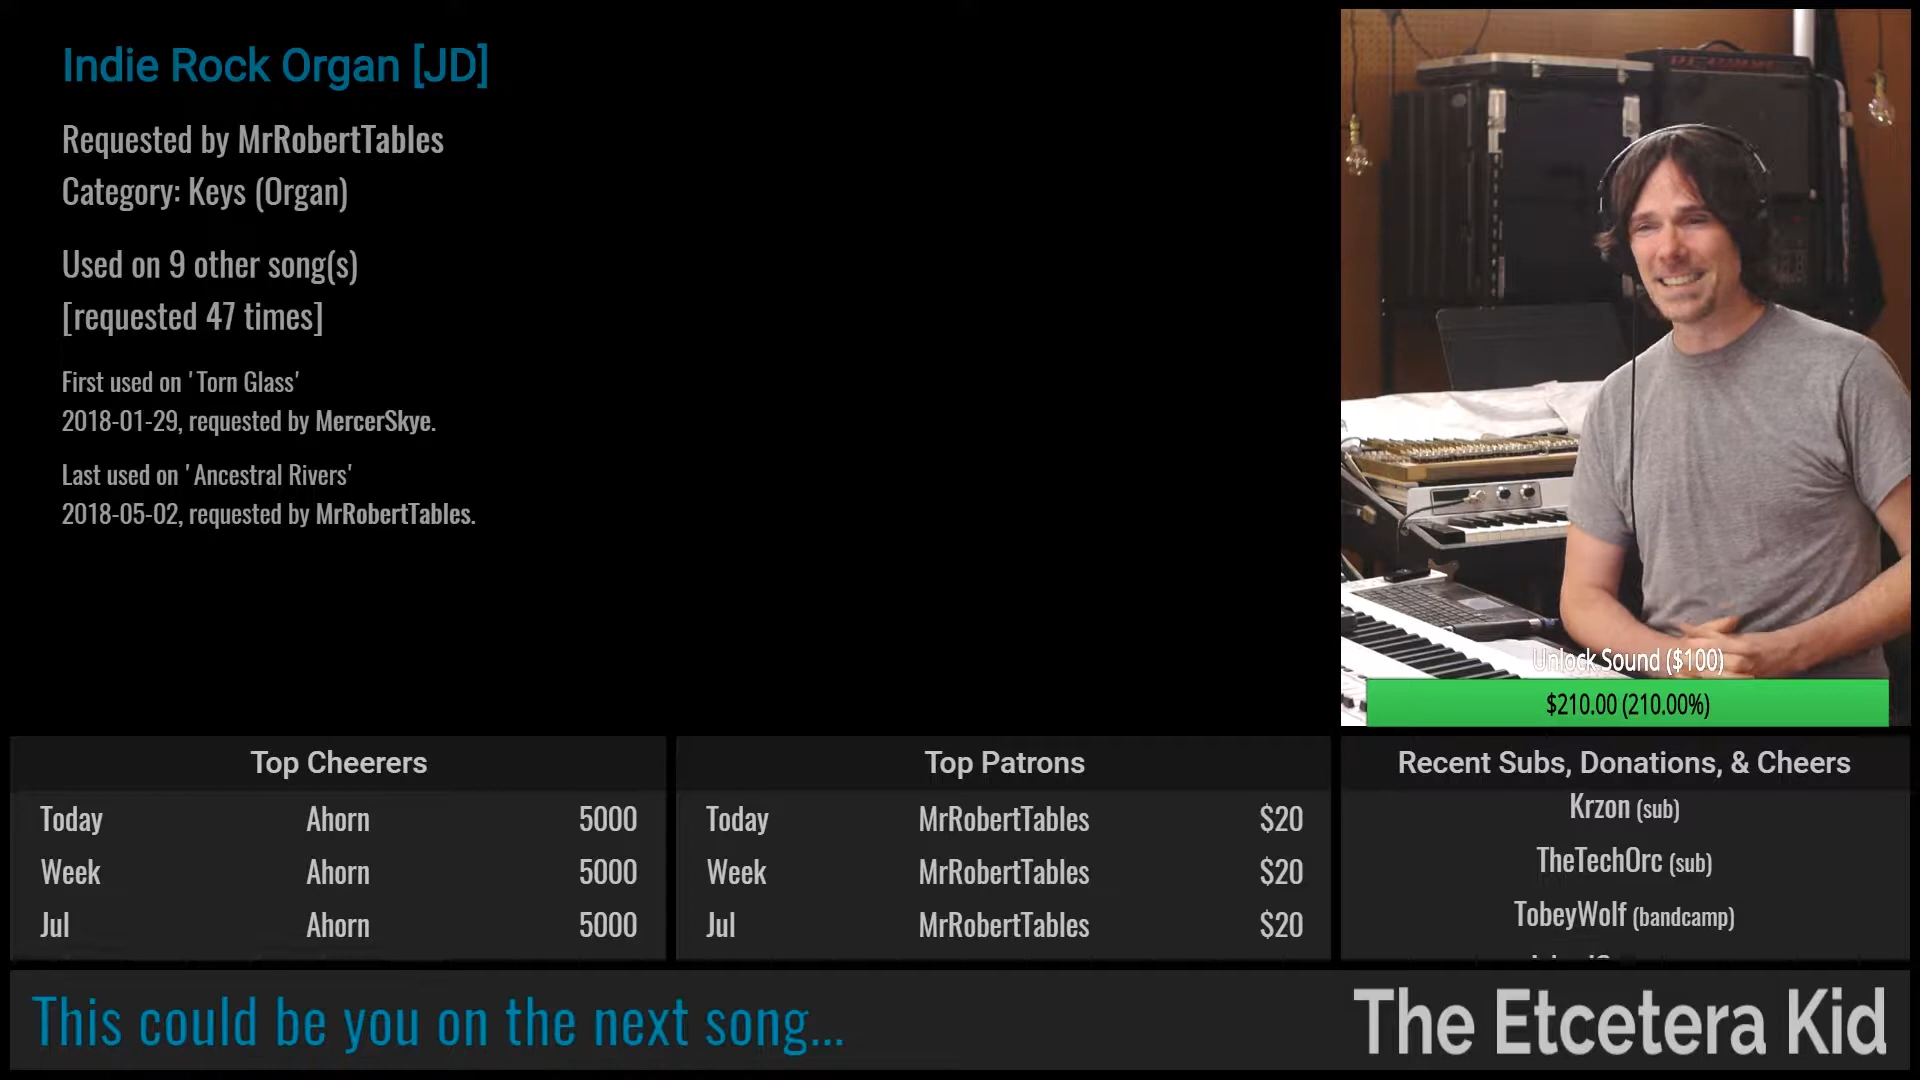 Indie Rock Organ [JD]
Requested by MrRobertTables
Category: Keys (Organ)
Used on 9 other song(s)
[requested 47 times]
First used on 'Torn Glass'
2018-01-29, requested by MercerSkye.
Last used on 'Ancestral Rivers'
2018-05-02, requested by MrRobertTables.
Unlock Sound ($100)
$210.00 (210.00%)
Top Cheerers
Today Ahorn 5000
Week Ahorn 5000
Jul Ahorn 5000
Top Patrons
Today MrRobertTables $20
Week MrRobertTables $20
Jul MrRobertTables $20
Recent Subs, Donations, & Cheers
Krzon (sub)
TheTechOrc (sub)
TobeyWolf (bandcamp)
This could be you on the next song...
The Etcetera Kid